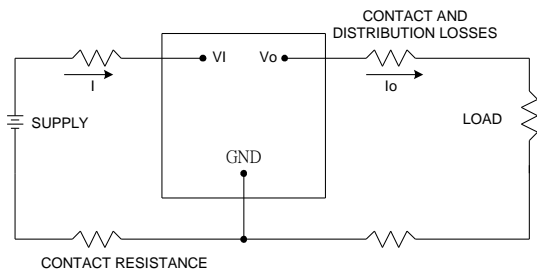 CONTACT AND
DISTRIBUTION LOSSES
VI
Vo
I
Io
SUPPLY
LOAD
GND
CONTACT RESISTANCE